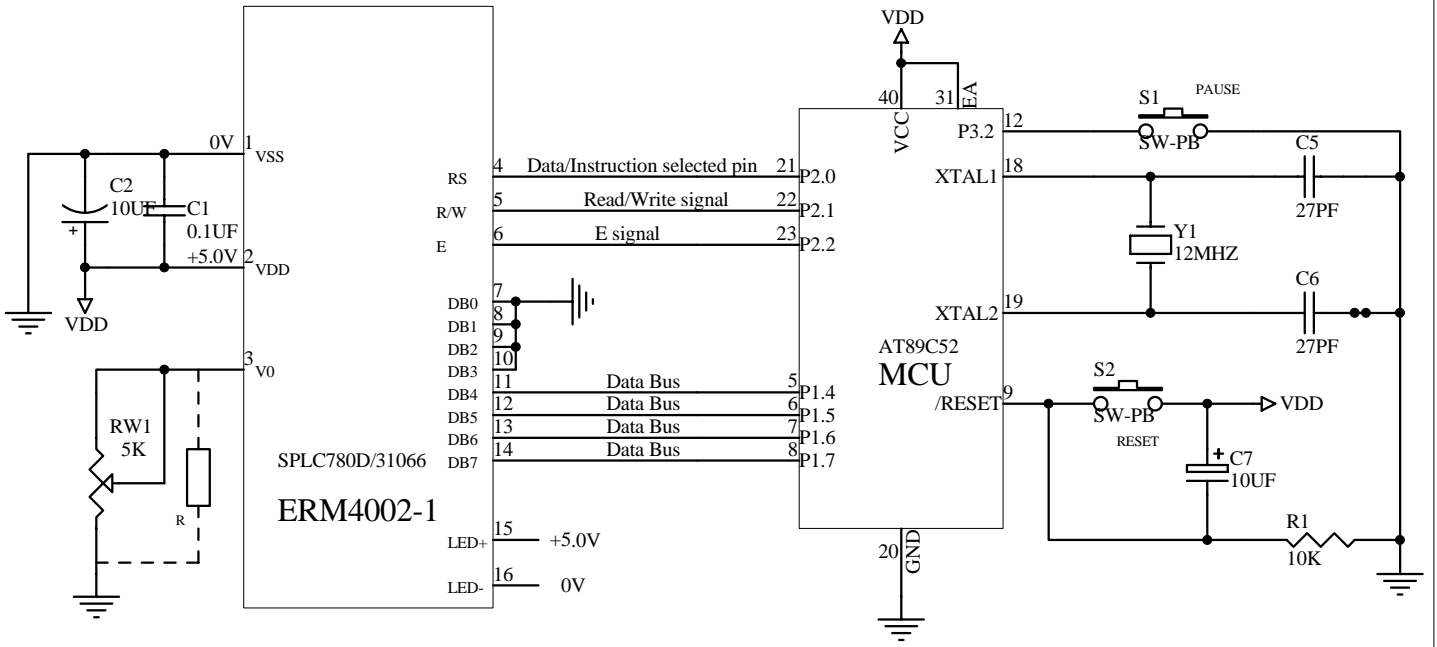 0V
1
VSS
C2
10UF
C1
0.1UF
+
+5.0V
2
VDD
VDD
3
V0
RW1
5K
R
SPLC780D/31066
ERM4002-1
RS
4
Data/Instruction selected pin
21
P2.0
R/W
5
Read/Write signal
22
P2.1
E
6
E signal
23
P2.2
DB0
7
DB1
8
DB2
9
DB3
10
DB4
11
Data Bus
5
P1.4
DB5
12
Data Bus
6
P1.5
DB6
13
Data Bus
7
P1.6
DB7
14
Data Bus
8
P1.7
LED+
15
+5.0V
LED-
16
0V
VDD
40
VCC
31
EA
AT89C52
MCU
20
GND
P3.2
12
S1
PAUSE
SW-PB
XTAL1
18
C5
27PF
Y1
12MHZ
XTAL2
19
C6
27PF
/RESET
9
S2
SW-PB
RESET
VDD
+
C7
10UF
R1
10K